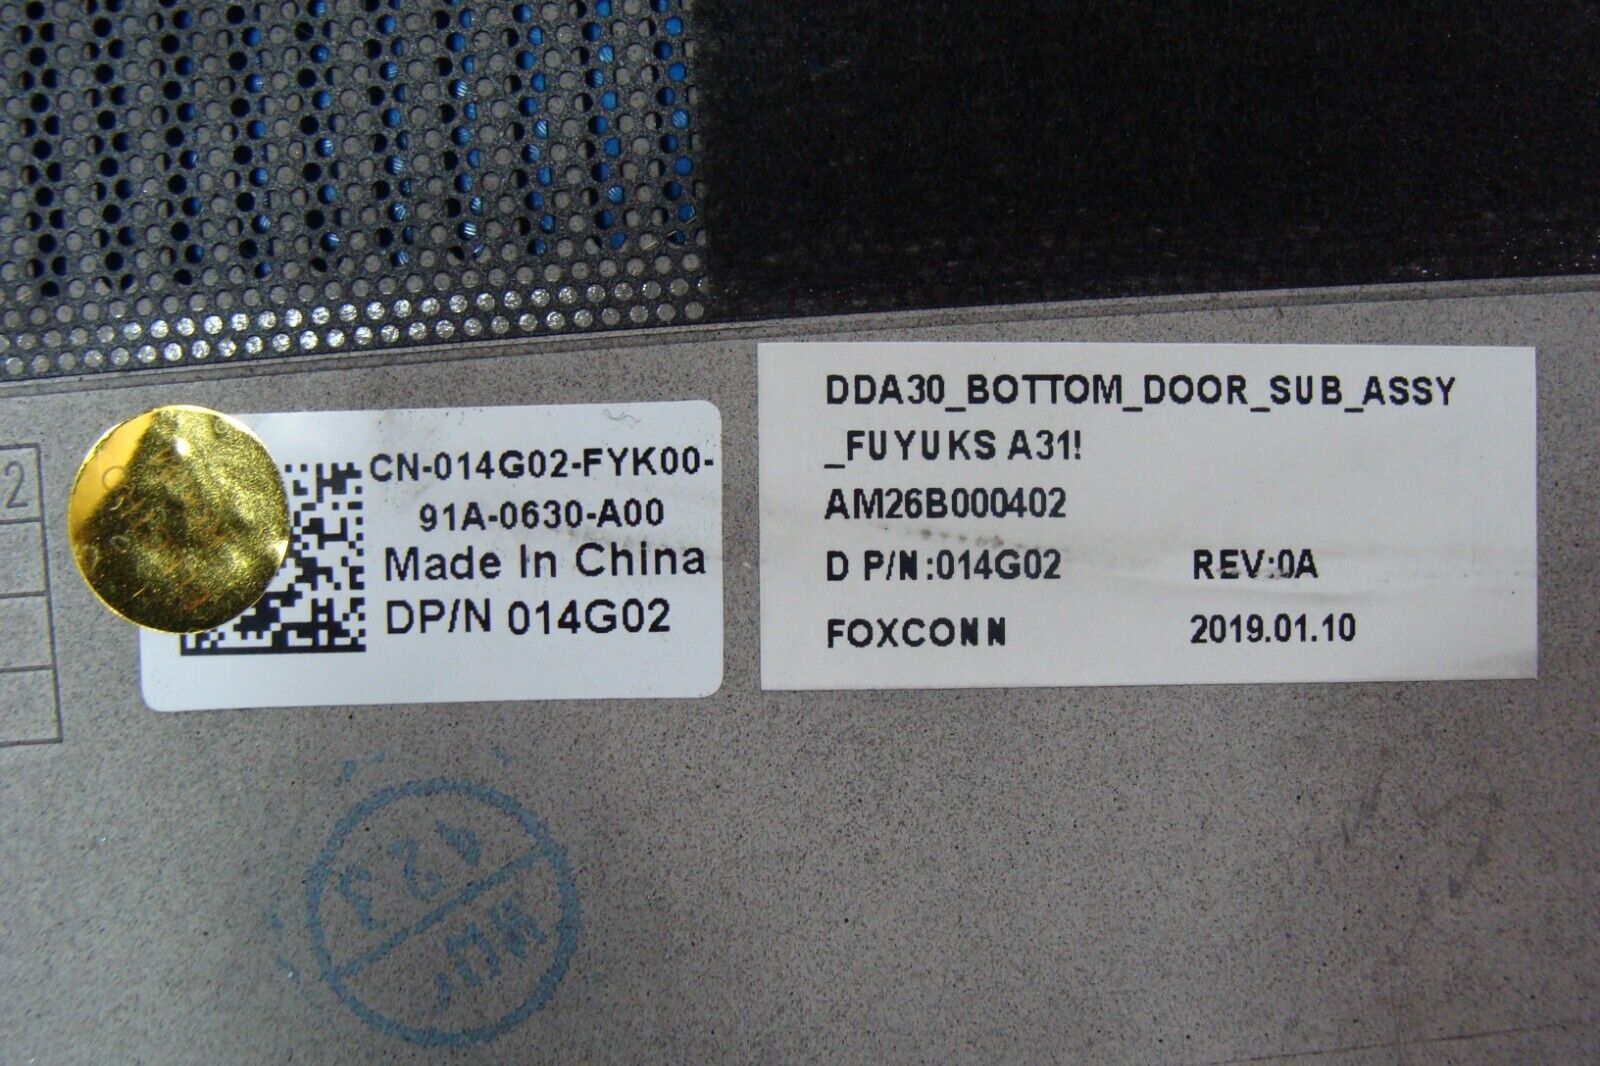 2
CN-014G02-FYK00-
91A-0630-A00
Made In China
DP/N 014G02
DDA30_BOTTOM_DOOR_SUB_ASSY
_FUYUKS A31!
AM26B000402
D P/N:014G02 REV:0A
FOXCONN 2019.01.10